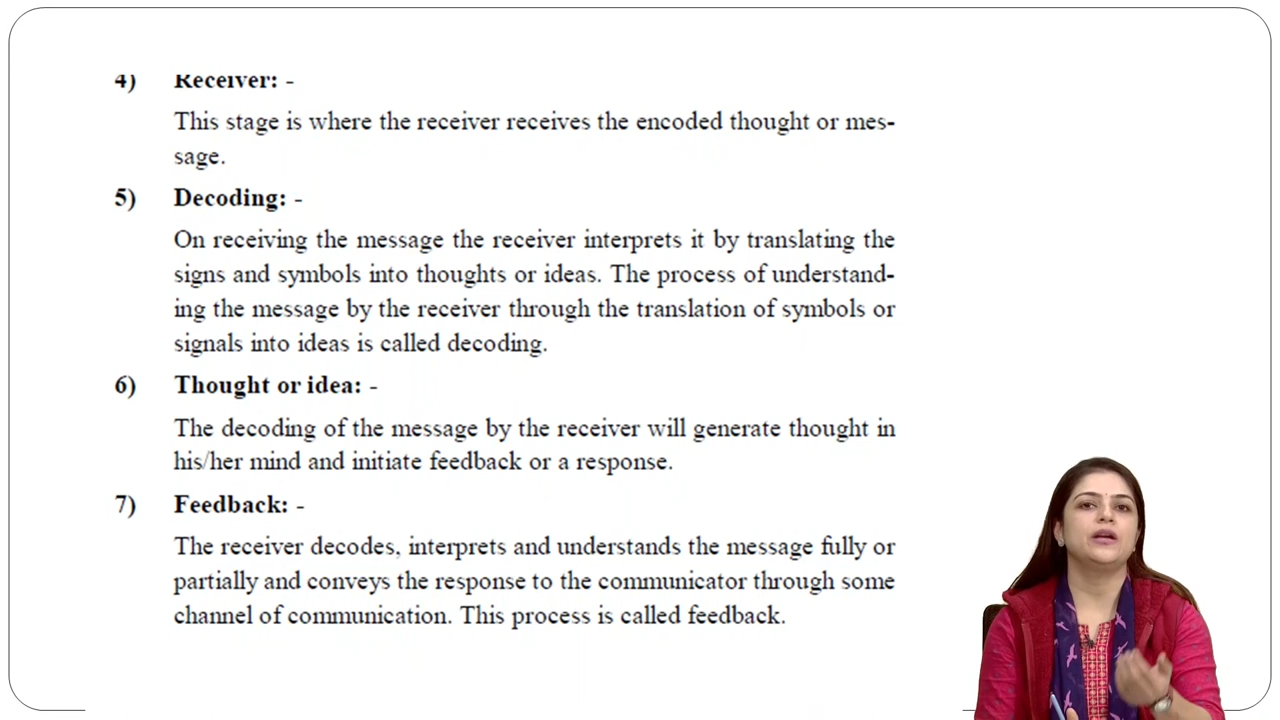 4) Receiver: -
This stage is where the receiver receives the encoded thought or mes-
sage.
5) Decoding: -
On receiving the message the receiver interprets it by translating the
signs and symbols into thoughts or ideas. The process of understand-
ing the message by the receiver through the translation of symbols or
signals into ideas is called decoding.
6) Thought or idea: -
The decoding of the message by the receiver will generate thought in
his/her mind and initiate feedback or a response.
7) Feedback: -
The receiver decodes, interprets and understands the message fully or
partially and conveys the response to the communicator through some
channel of communication. This process is called feedback.